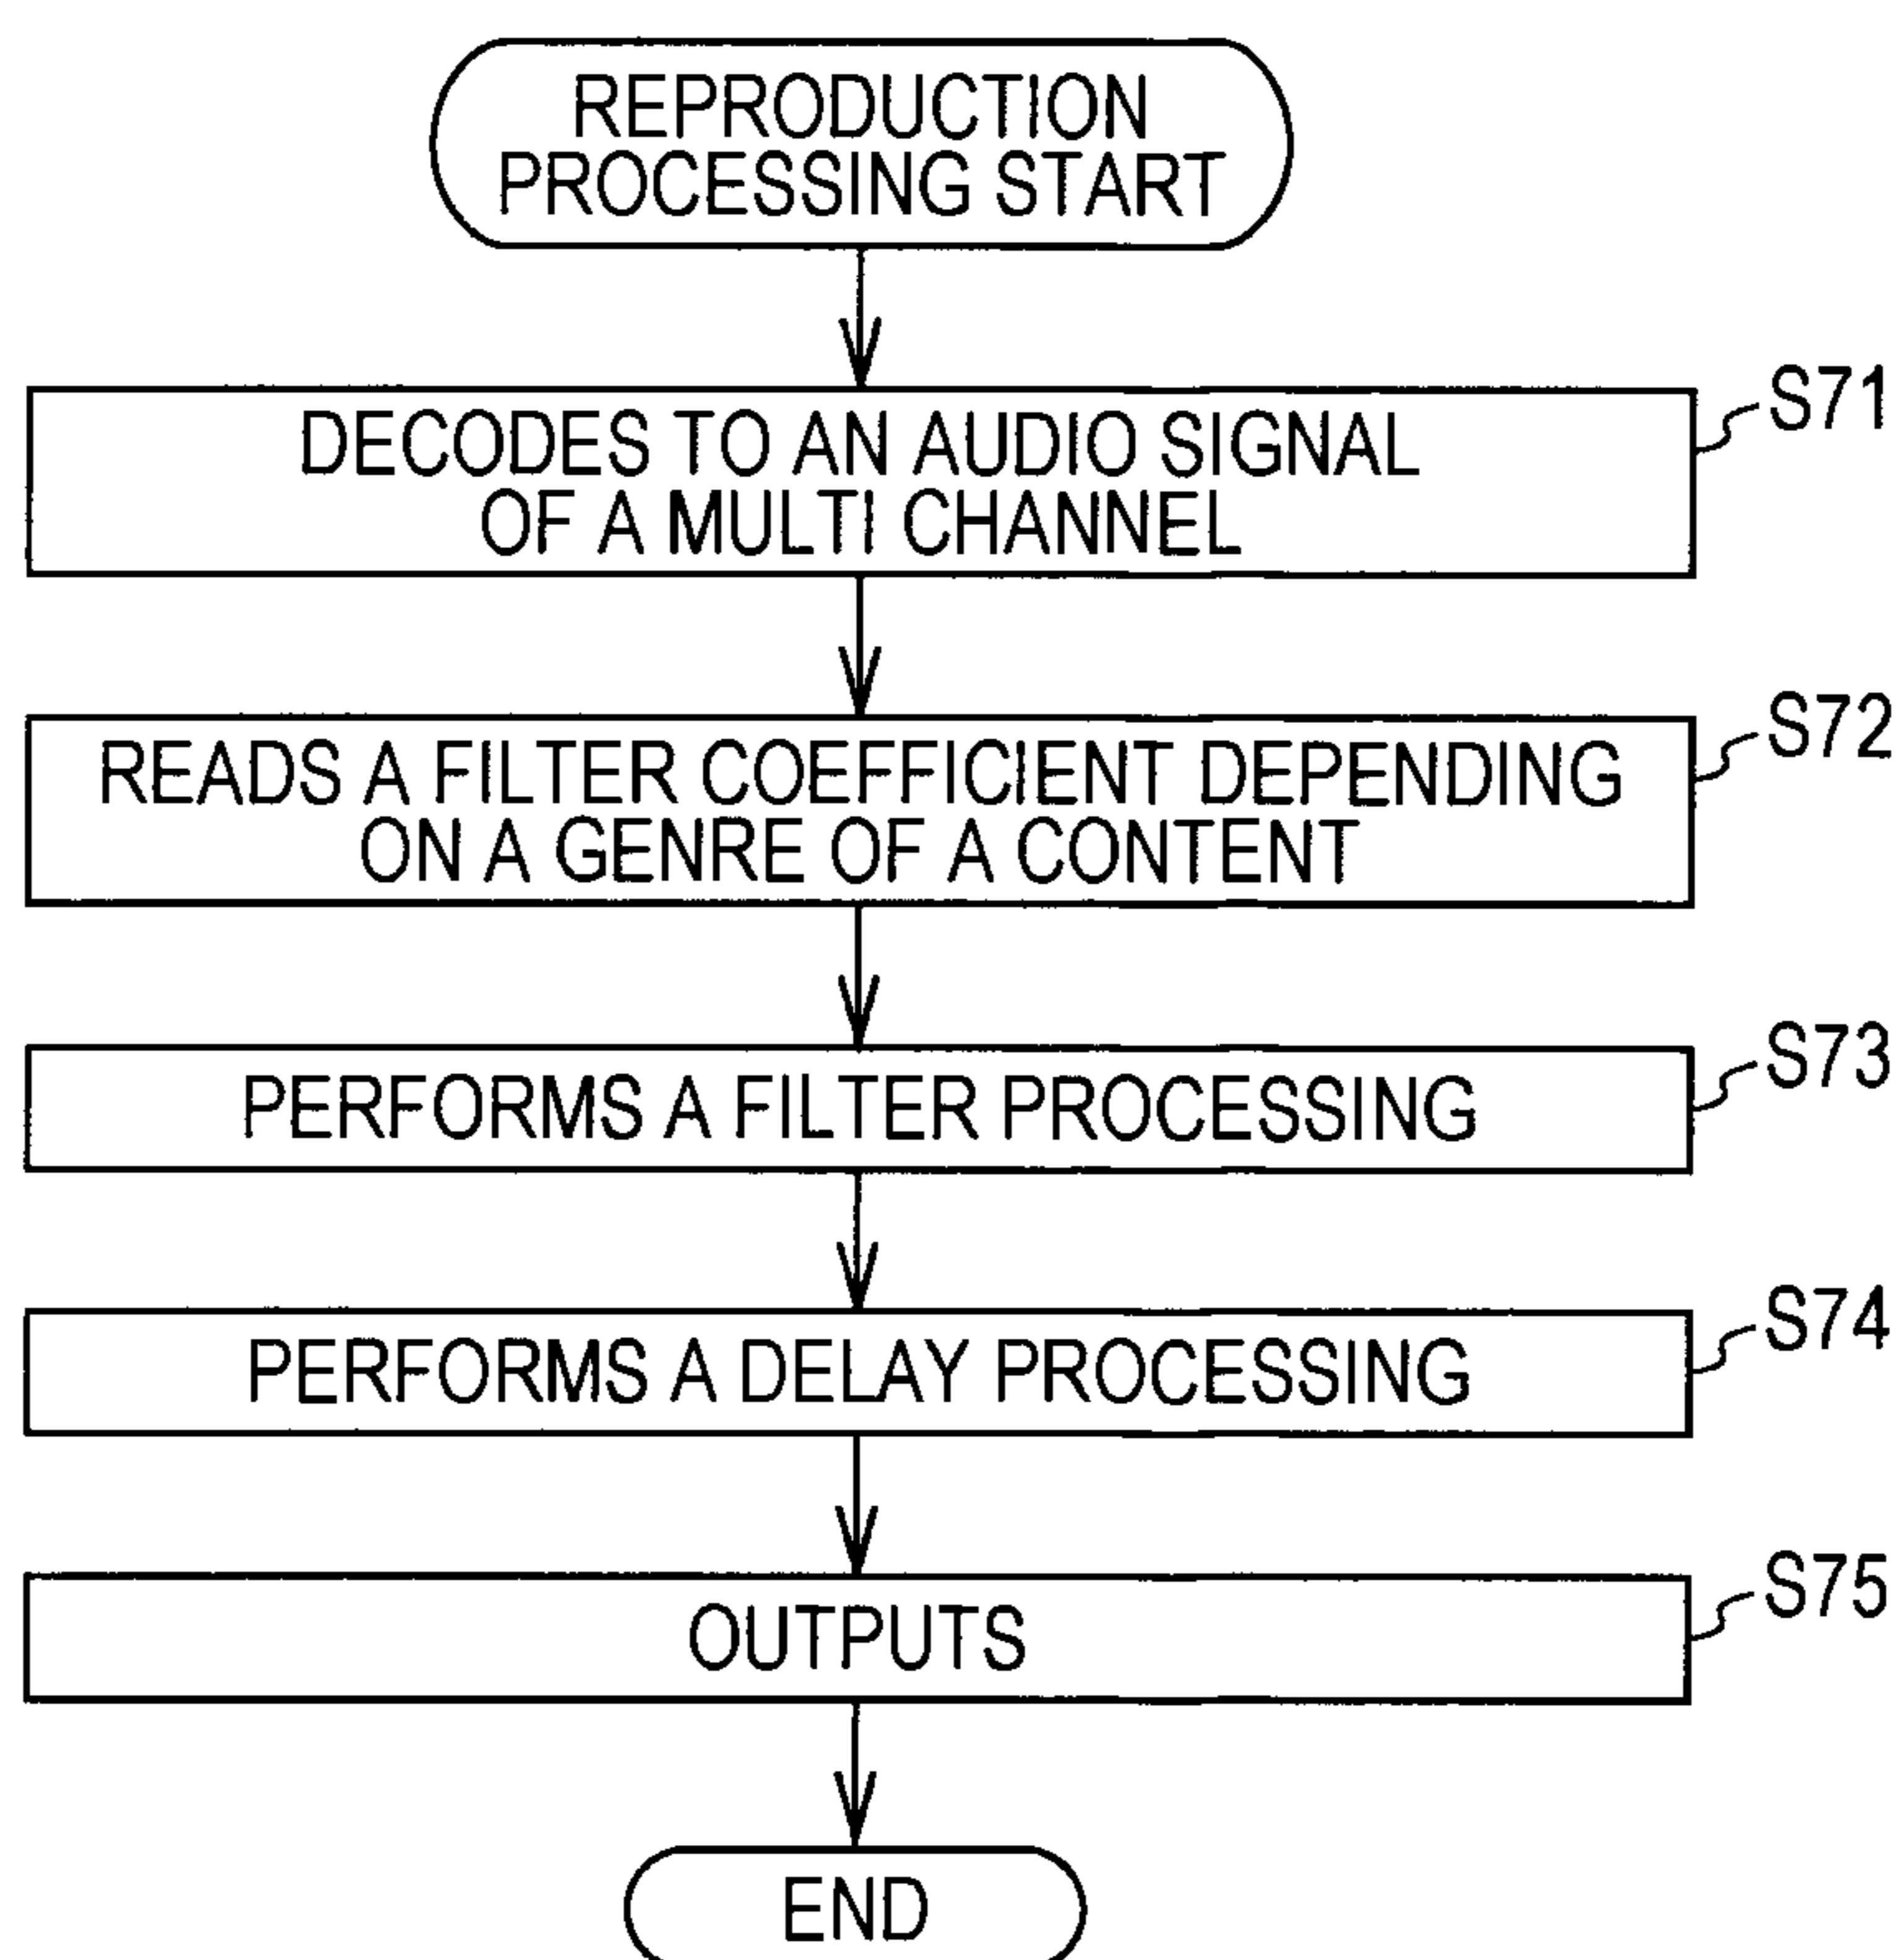 REPRODUCTION
PROCESSING START
DECODES TO AN AUDIO SIGNAL
OF A MULTI CHANNEL
S71
READS A FILTER COEFFICIENT DEPENDING
ON A GENRE OF A CONTENT
S72
PERFORMS A FILTER PROCESSING
S73
PERFORMS A DELAY PROCESSING
S74
OUTPUTS
S75
END